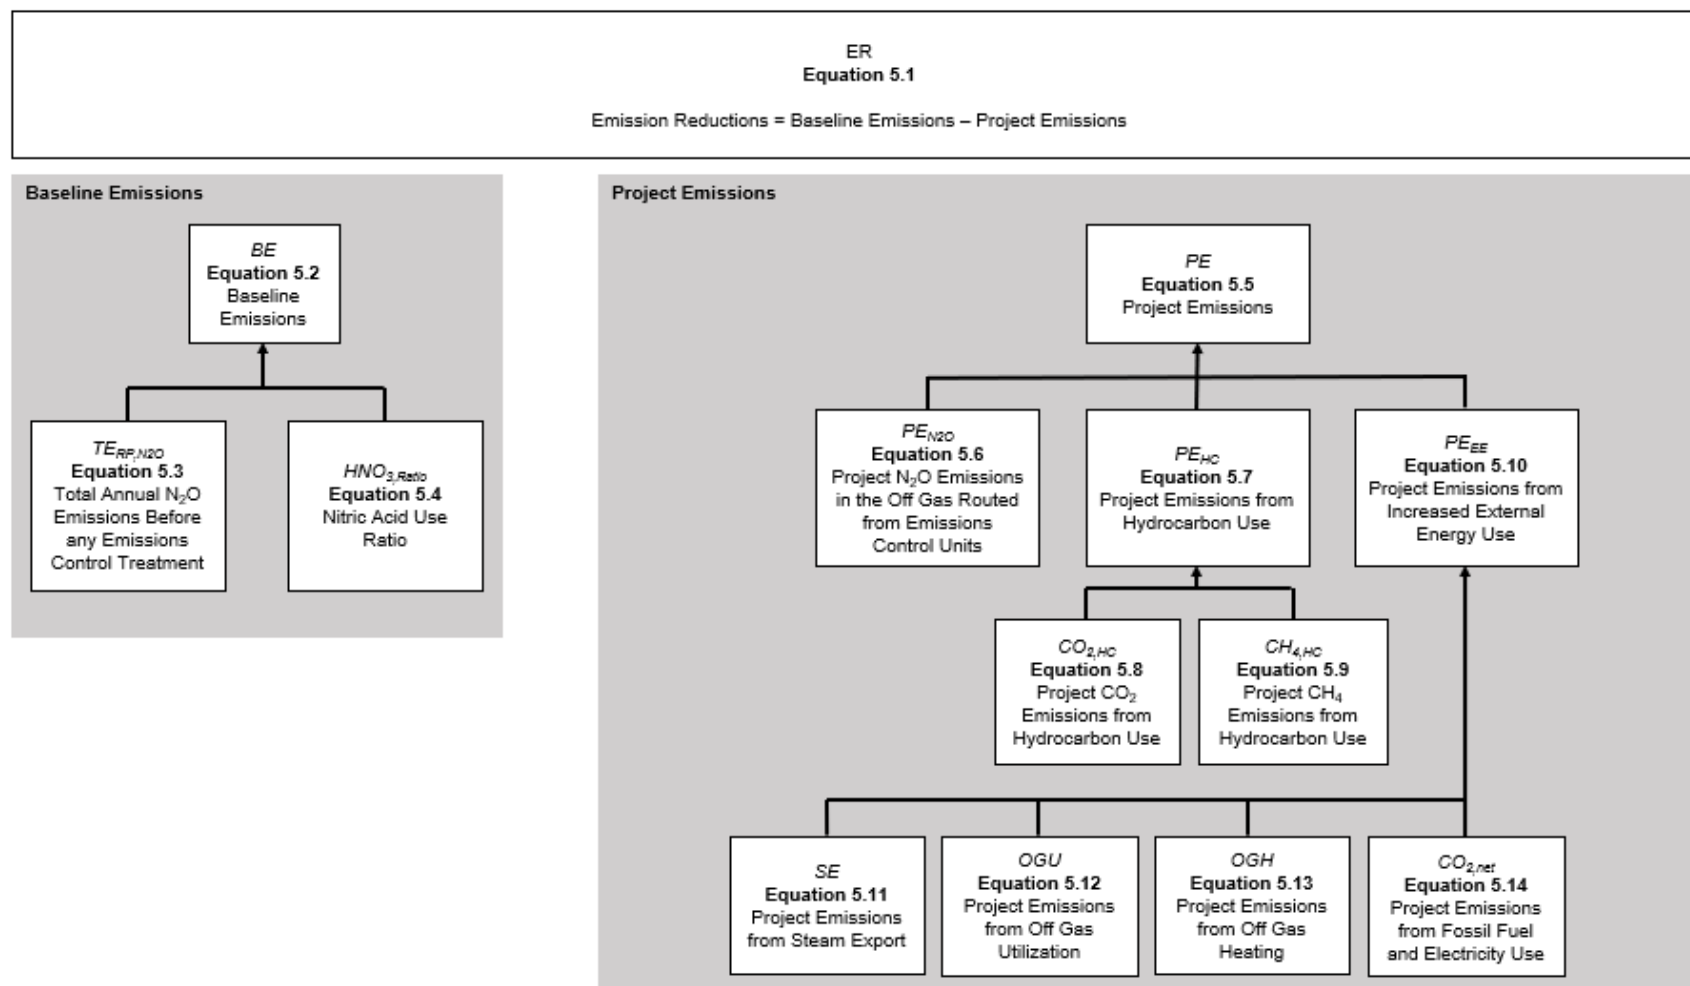 ER
Equation 5.1
Emission Reductions = Baseline Emissions – Project Emissions
Baseline Emissions
BE
Equation 5.2
Baseline
Emissions
TE_RP,N2O
Equation 5.3
Total Annual N₂O
Emissions Before
any Emissions
Control Treatment
HNO₃,Ratio
Equation 5.4
Nitric Acid Use
Ratio
Project Emissions
PE
Equation 5.5
Project Emissions
PE_N2O
Equation 5.6
Project N₂O Emissions
in the Off Gas Routed
from Emissions
Control Units
PE_HC
Equation 5.7
Project Emissions from
Hydrocarbon Use
PE_EE
Equation 5.10
Project Emissions from
Increased External
Energy Use
CO₂,HC
Equation 5.8
Project CO₂
Emissions from
Hydrocarbon Use
CH₄,HC
Equation 5.9
Project CH₄
Emissions from
Hydrocarbon Use
SE
Equation 5.11
Project Emissions
from Steam Export
OGU
Equation 5.12
Project Emissions
from Off Gas
Utilization
OGH
Equation 5.13
Project Emissions
from Off Gas
Heating
CO₂,net
Equation 5.14
Project Emissions
from Fossil Fuel
and Electricity Use